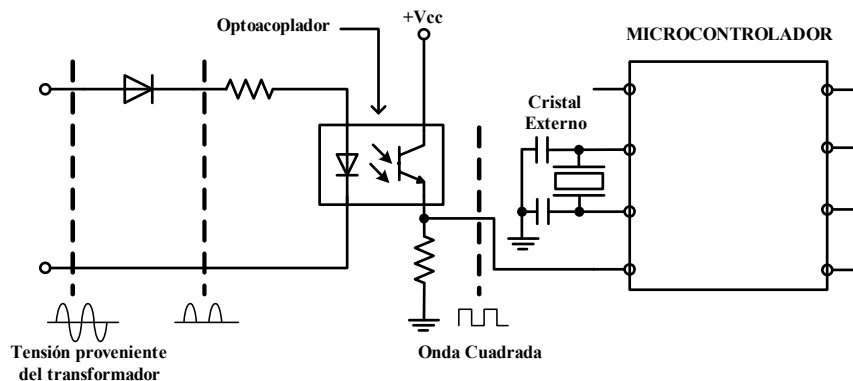 +Vcc
Optoacoplador
MICROCONTROLADOR
Cristal
Externo
Onda Cuadrada
Tensión proveniente
del transformador